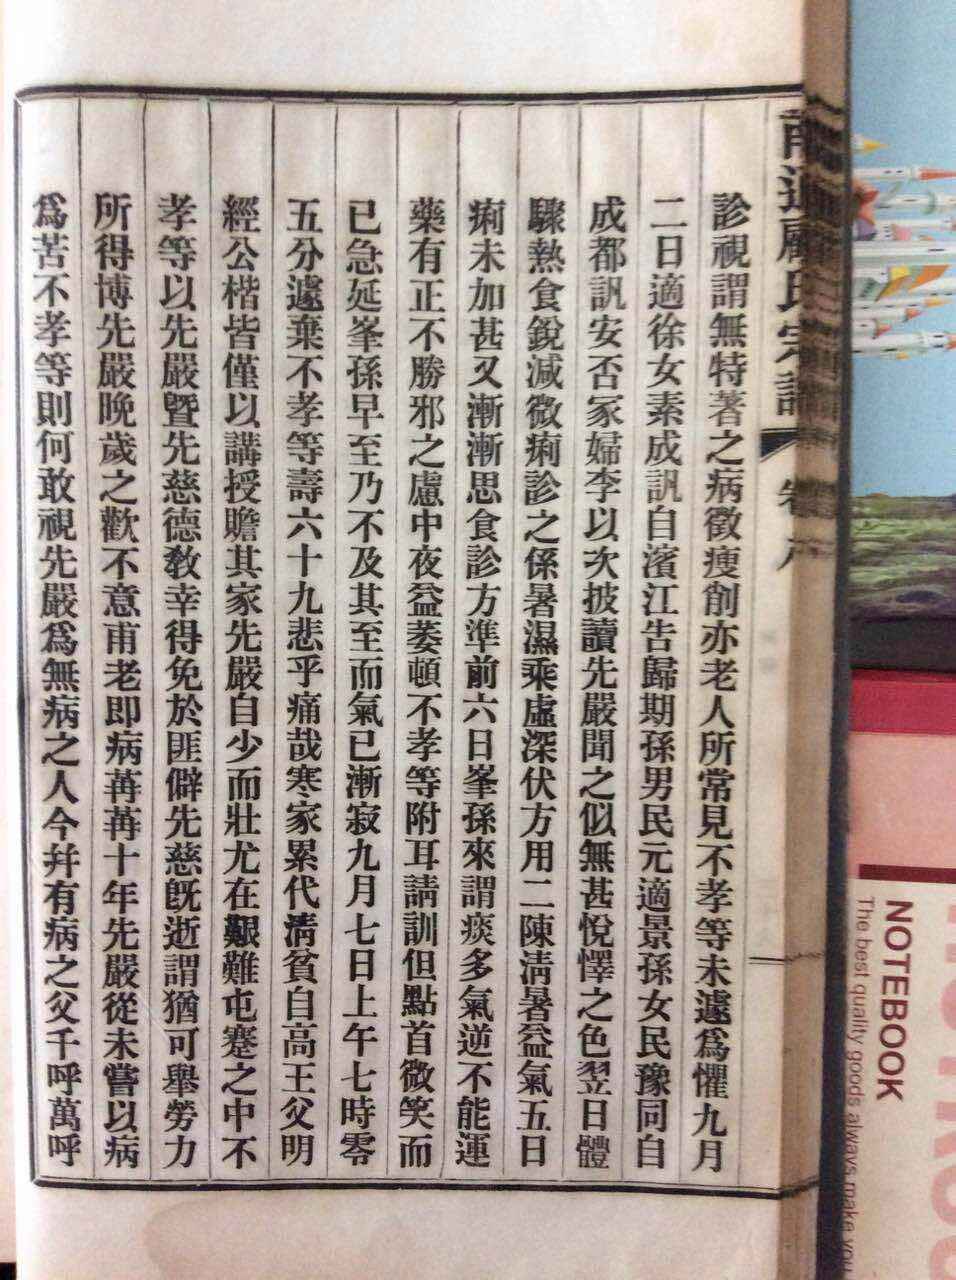 診視謂無特著之病徵瘦削亦老人所常見不孝等未遽爲懼九月
二日適徐女素成訊自濱江告歸期孫男民元適景孫女民豫同自
成都訊安否冢婦李以次披讀先嚴聞之似無甚悅懌之色翌日體
驟熱食銳減微痢診之係暑濕乘虛深伏方用二陳淸暑益氣五日
痢未加甚又漸漸思食診方準前六日峯孫來謂痰多氣逆不能運
藥有正不勝邪之慮中夜益萎頓不孝等附耳請訓但點首微笑而
已急延峯孫早至乃不及其至而氣已漸寂九月七日上午七時零
五分遽棄不孝等壽六十九悲乎痛哉寒家累代淸貧自高王父明
經公楷皆僅以講授贍其家先嚴自少而壯尤在艱難屯蹇之中不
孝等以先嚴曁先慈德敎幸得免於匪僻先慈旣逝謂猶可舉勞力
所得博先嚴晚歲之歡不意甫老即病苒苒十年先嚴從未嘗以病
爲苦不孝等則何敢視先嚴爲無病之人今幷有病之父千呼萬呼
氏宗譜
卷八
NOTEBOOK
The best quality goods always make you